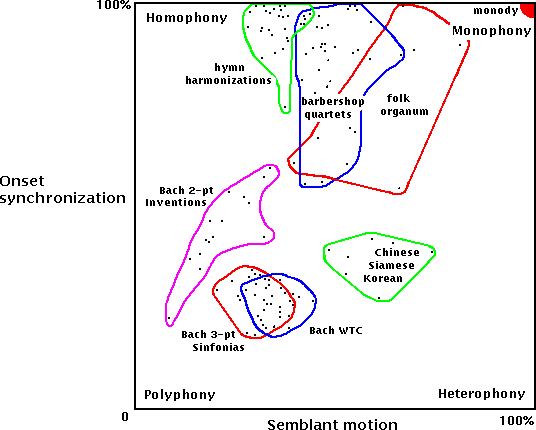 100%
Homophony
monody
Monophony
hymn
harmonizations
barbershop
quartets
folk
organum
Onset
synchronization
Bach 2-pt
Inventions
Chinese
Siamese
Korean
Bach 3-pt
Sinfonias
Bach WTC
Polyphony
Heterophony
0
Semblant motion
100%